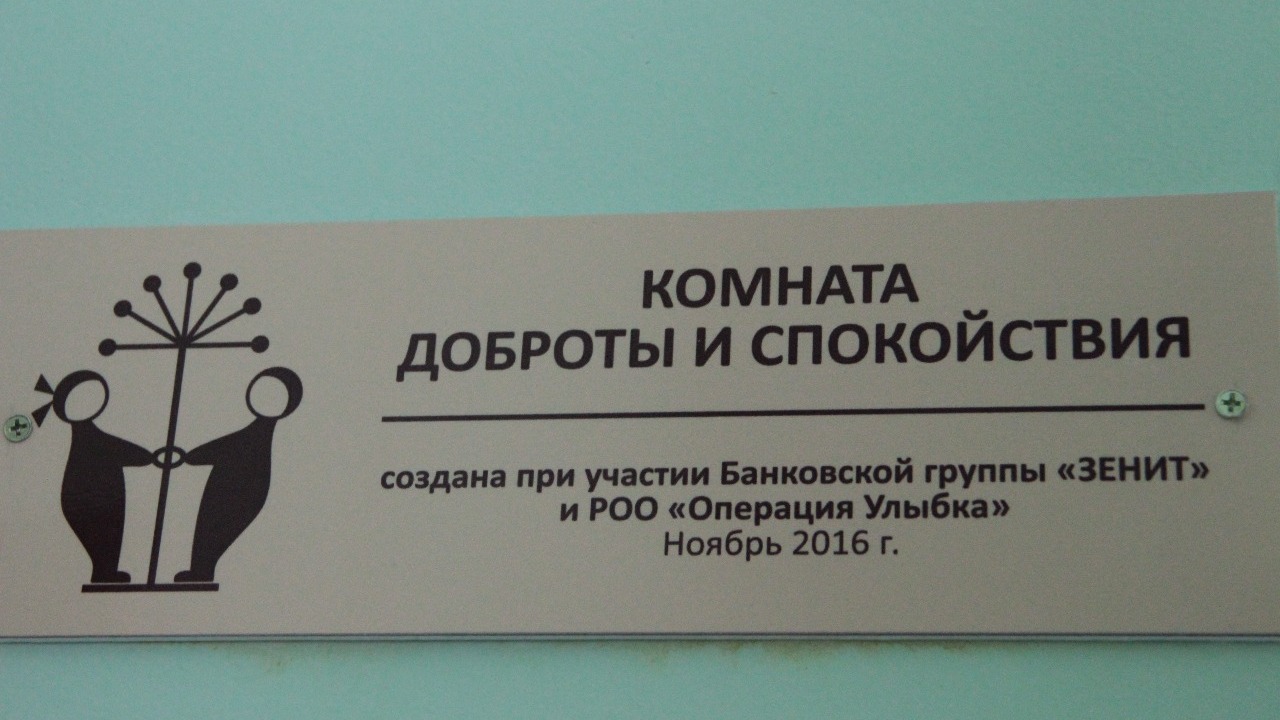 КОМНАТА
ДОБРОТЫ И СПОКОЙСТВИЯ
создана при участии Банковской группы «ЗЕНИТ»
и РОО «Операция Улыбка»
Ноябрь 2016 г.